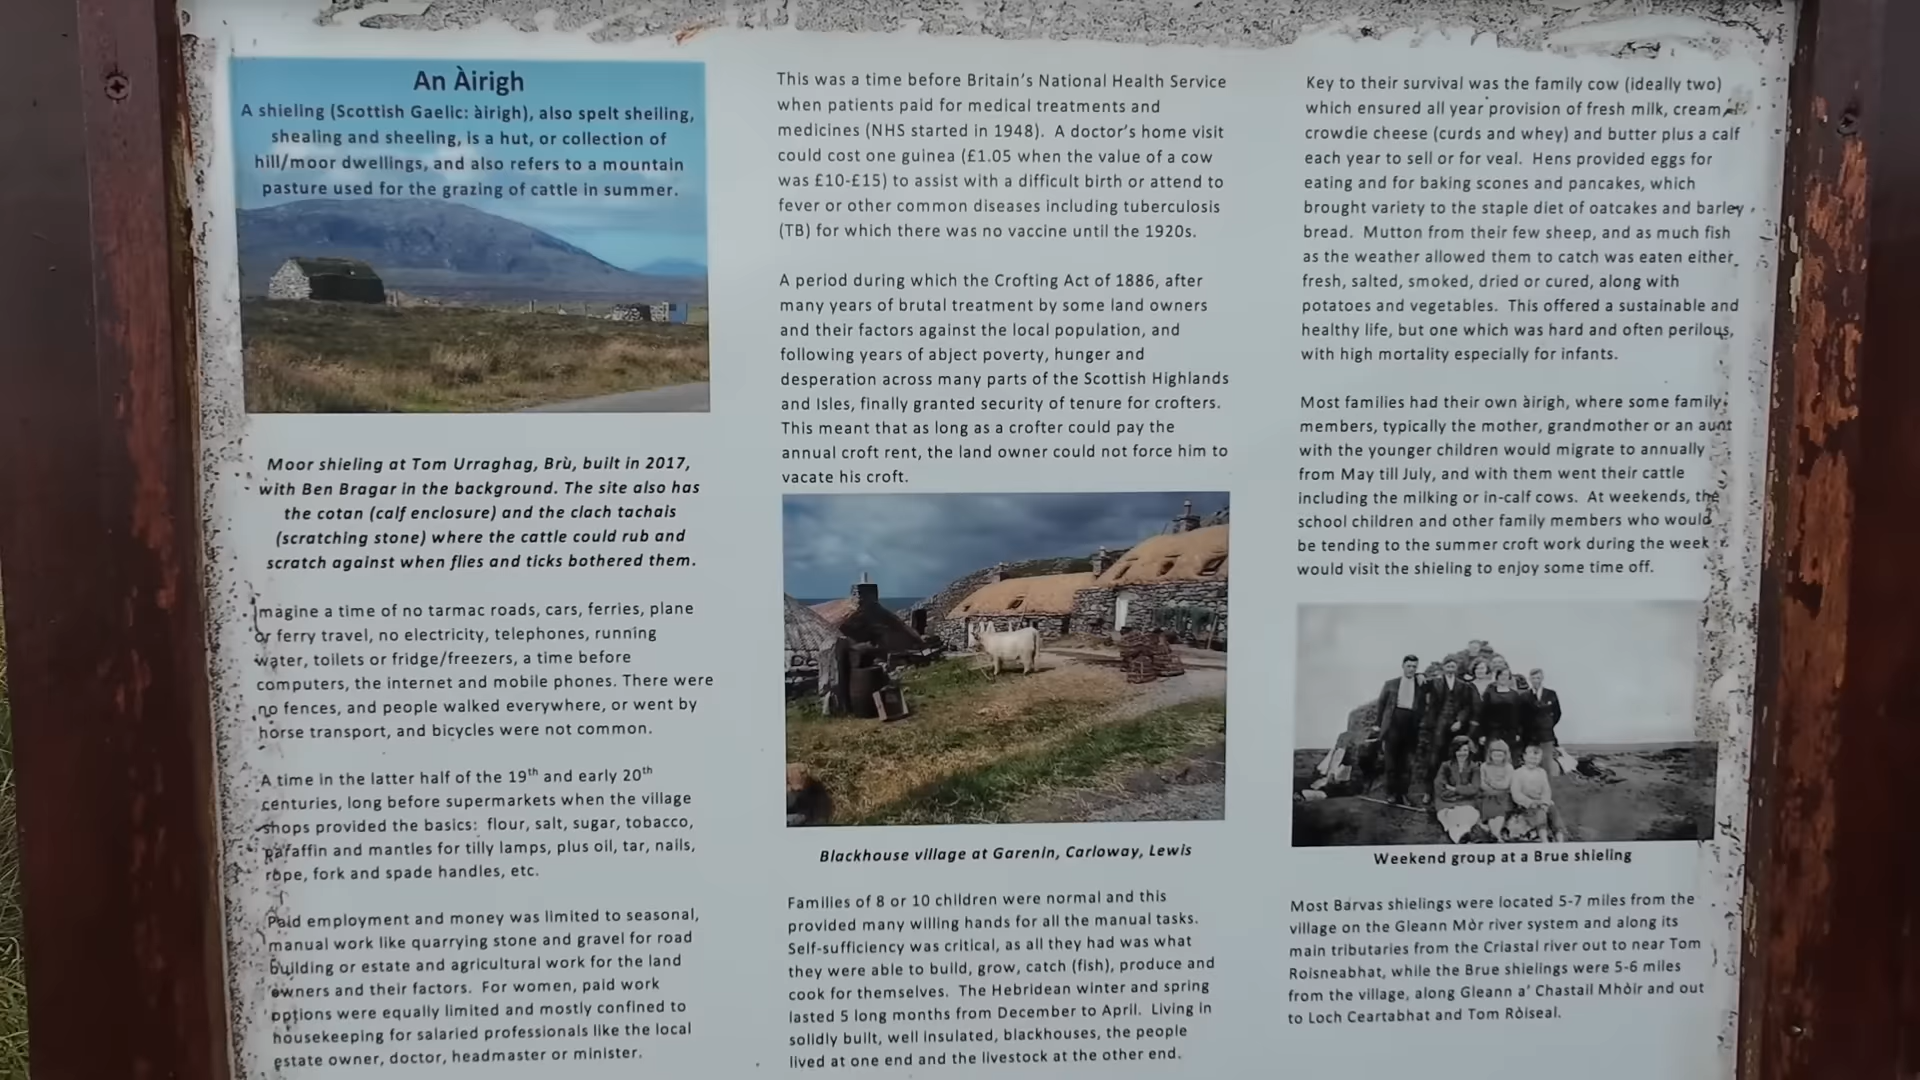 An Àirigh
A shieling (Scottish Gaelic: àirigh), also spelt sheiling,
shealing and sheeling, is a hut, or collection of
hill/moor dwellings, and also refers to a mountain
pasture used for the grazing of cattle in summer.
Moor shieling at Tom Urraghag, Brù, built in 2017,
with Ben Bragar in the background. The site also has
the cotan (calf enclosure) and the clach tachais
(scratching stone) where the cattle could rub and
scratch against when flies and ticks bothered them.
Imagine a time of no tarmac roads, cars, ferries, plane
or ferry travel, no electricity, telephones, running
water, toilets or fridge/freezers, a time before
computers, the internet and mobile phones. There were
no fences, and people walked everywhere, or went by
horse transport, and bicycles were not common.
A time in the latter half of the 19th and early 20th
centuries, long before supermarkets when the village
shops provided the basics: flour, salt, sugar, tobacco,
paraffin and mantles for tilly lamps, plus oil, tar, nails,
rope, fork and spade handles, etc.
Paid employment and money was limited to seasonal,
manual work like quarrying stone and gravel for road
building or estate and agricultural work for the land
owners and their factors. For women, paid work
options were equally limited and mostly confined to
housekeeping for salaried professionals like the local
estate owner, doctor, headmaster or minister.
This was a time before Britain's National Health Service
when patients paid for medical treatments and
medicines (NHS started in 1948). A doctor's home visit
could cost one guinea (£1.05 when the value of a cow
was £10-£15) to assist with a difficult birth or attend to
fever or other common diseases including tuberculosis
(TB) for which there was no vaccine until the 1920s.
A period during which the Crofting Act of 1886, after
many years of brutal treatment by some land owners
and their factors against the local population, and
following years of abject poverty, hunger and
desperation across many parts of the Scottish Highlands
and Isles, finally granted security of tenure for crofters.
This meant that as long as a crofter could pay the
annual croft rent, the land owner could not force him to
vacate his croft.
Blackhouse village at Garenin, Carloway, Lewis
Families of 8 or 10 children were normal and this
provided many willing hands for all the manual tasks.
Self-sufficiency was critical, as all they had was what
they were able to build, grow, catch (fish), produce and
cook for themselves. The Hebridean winter and spring
lasted 5 long months from December to April. Living in
solidly built, well insulated, blackhouses, the people
lived at one end and the livestock at the other end.
Key to their survival was the family cow (ideally two)
which ensured all year provision of fresh milk, cream,
crowdie cheese (curds and whey) and butter plus a calf
each year to sell or for veal. Hens provided eggs for
eating and for baking scones and pancakes, which
brought variety to the staple diet of oatcakes and barley
bread. Mutton from their few sheep, and as much fish
as the weather allowed them to catch was eaten either
fresh, salted, smoked, dried or cured, along with
potatoes and vegetables. This offered a sustainable and
healthy life, but one which was hard and often perilous,
with high mortality especially for infants.
Most families had their own àirigh, where some family
members, typically the mother, grandmother or an aunt
with the younger children would migrate to annually
from May till July, and with them went their cattle
including the milking or in-calf cows. At weekends, the
school children and other family members who would
be tending to the summer croft work during the week
would visit the shieling to enjoy some time off.
Weekend group at a Brue shieling
Most Barvas shielings were located 5-7 miles from the
village on the Gleann Mòr river system and along its
main tributaries from the Criastal river out to near Tom
Roisneabhat, while the Brue shielings were 5-6 miles
from the village, along Gleann a' Chastail Mhòir and out
to Loch Ceartabhat and Tom Ròiseal.